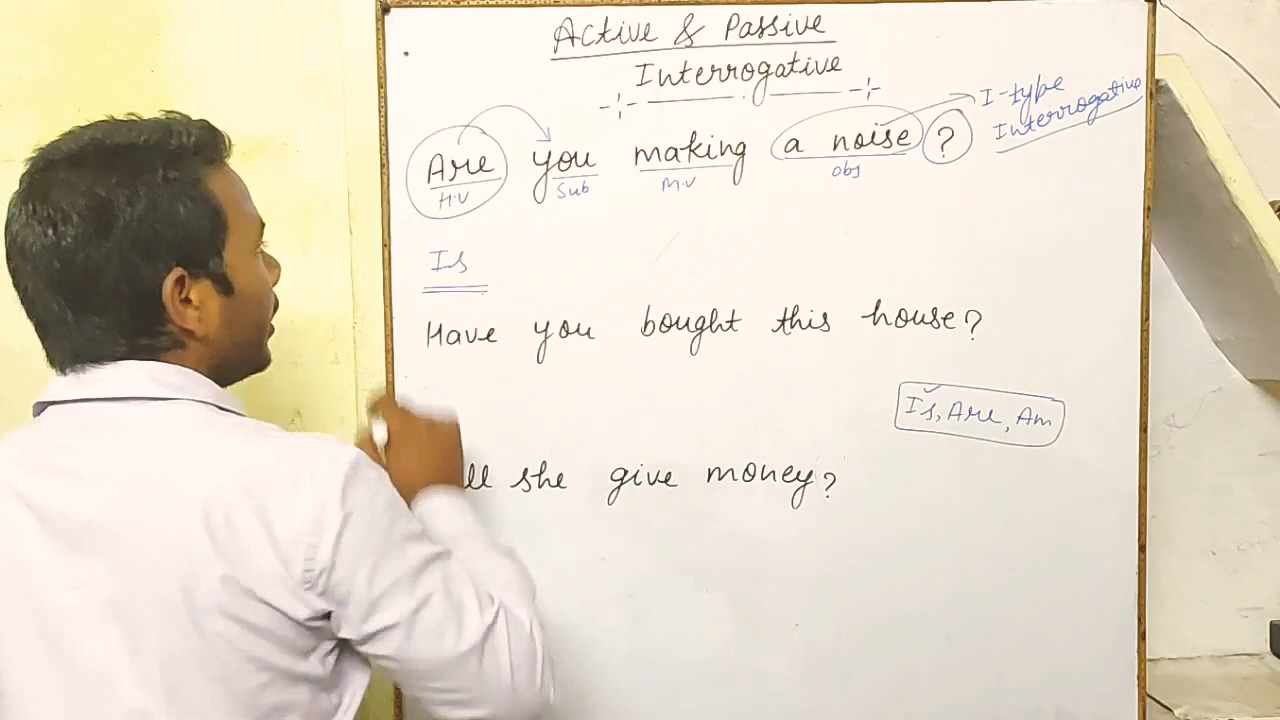 Active & Passive
Interrogative
I-type
Interrogative
Are you making a noise ?
H.V Sub M.V obj
Is
Have you bought this house?
Is, Are, Am
she give money?